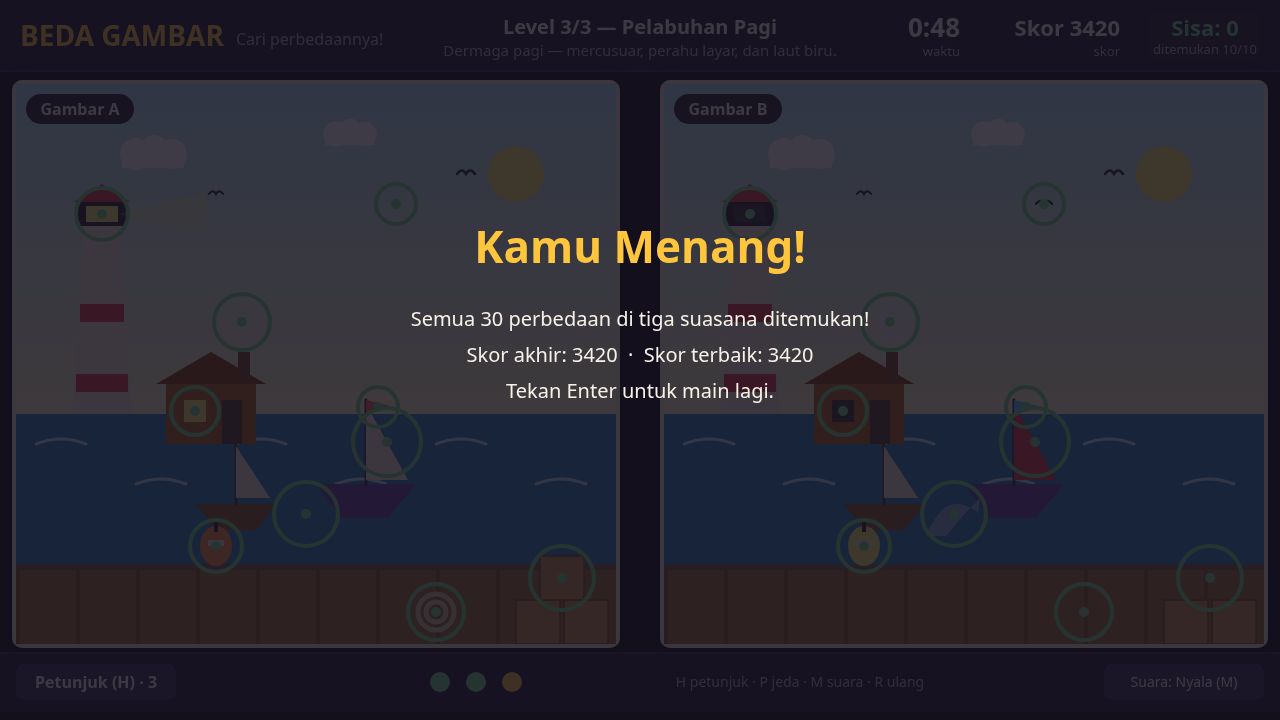 BEDA GAMBAR
Cari perbedaannya!
Level 3/3 — Pelabuhan Pagi
Dermaga pagi — mercusuar, perahu layar, dan laut biru.
0:48
waktu
Skor 3420
skor
Sisa: 0
ditemukan 10/10
Gambar A
Gambar B
Kamu Menang!
Semua 30 perbedaan di tiga suasana ditemukan!
Skor akhir: 3420 · Skor terbaik: 3420
Tekan Enter untuk main lagi.
Petunjuk (H) · 3
H petunjuk · P jeda · M suara · R ulang
Suara: Nyala (M)